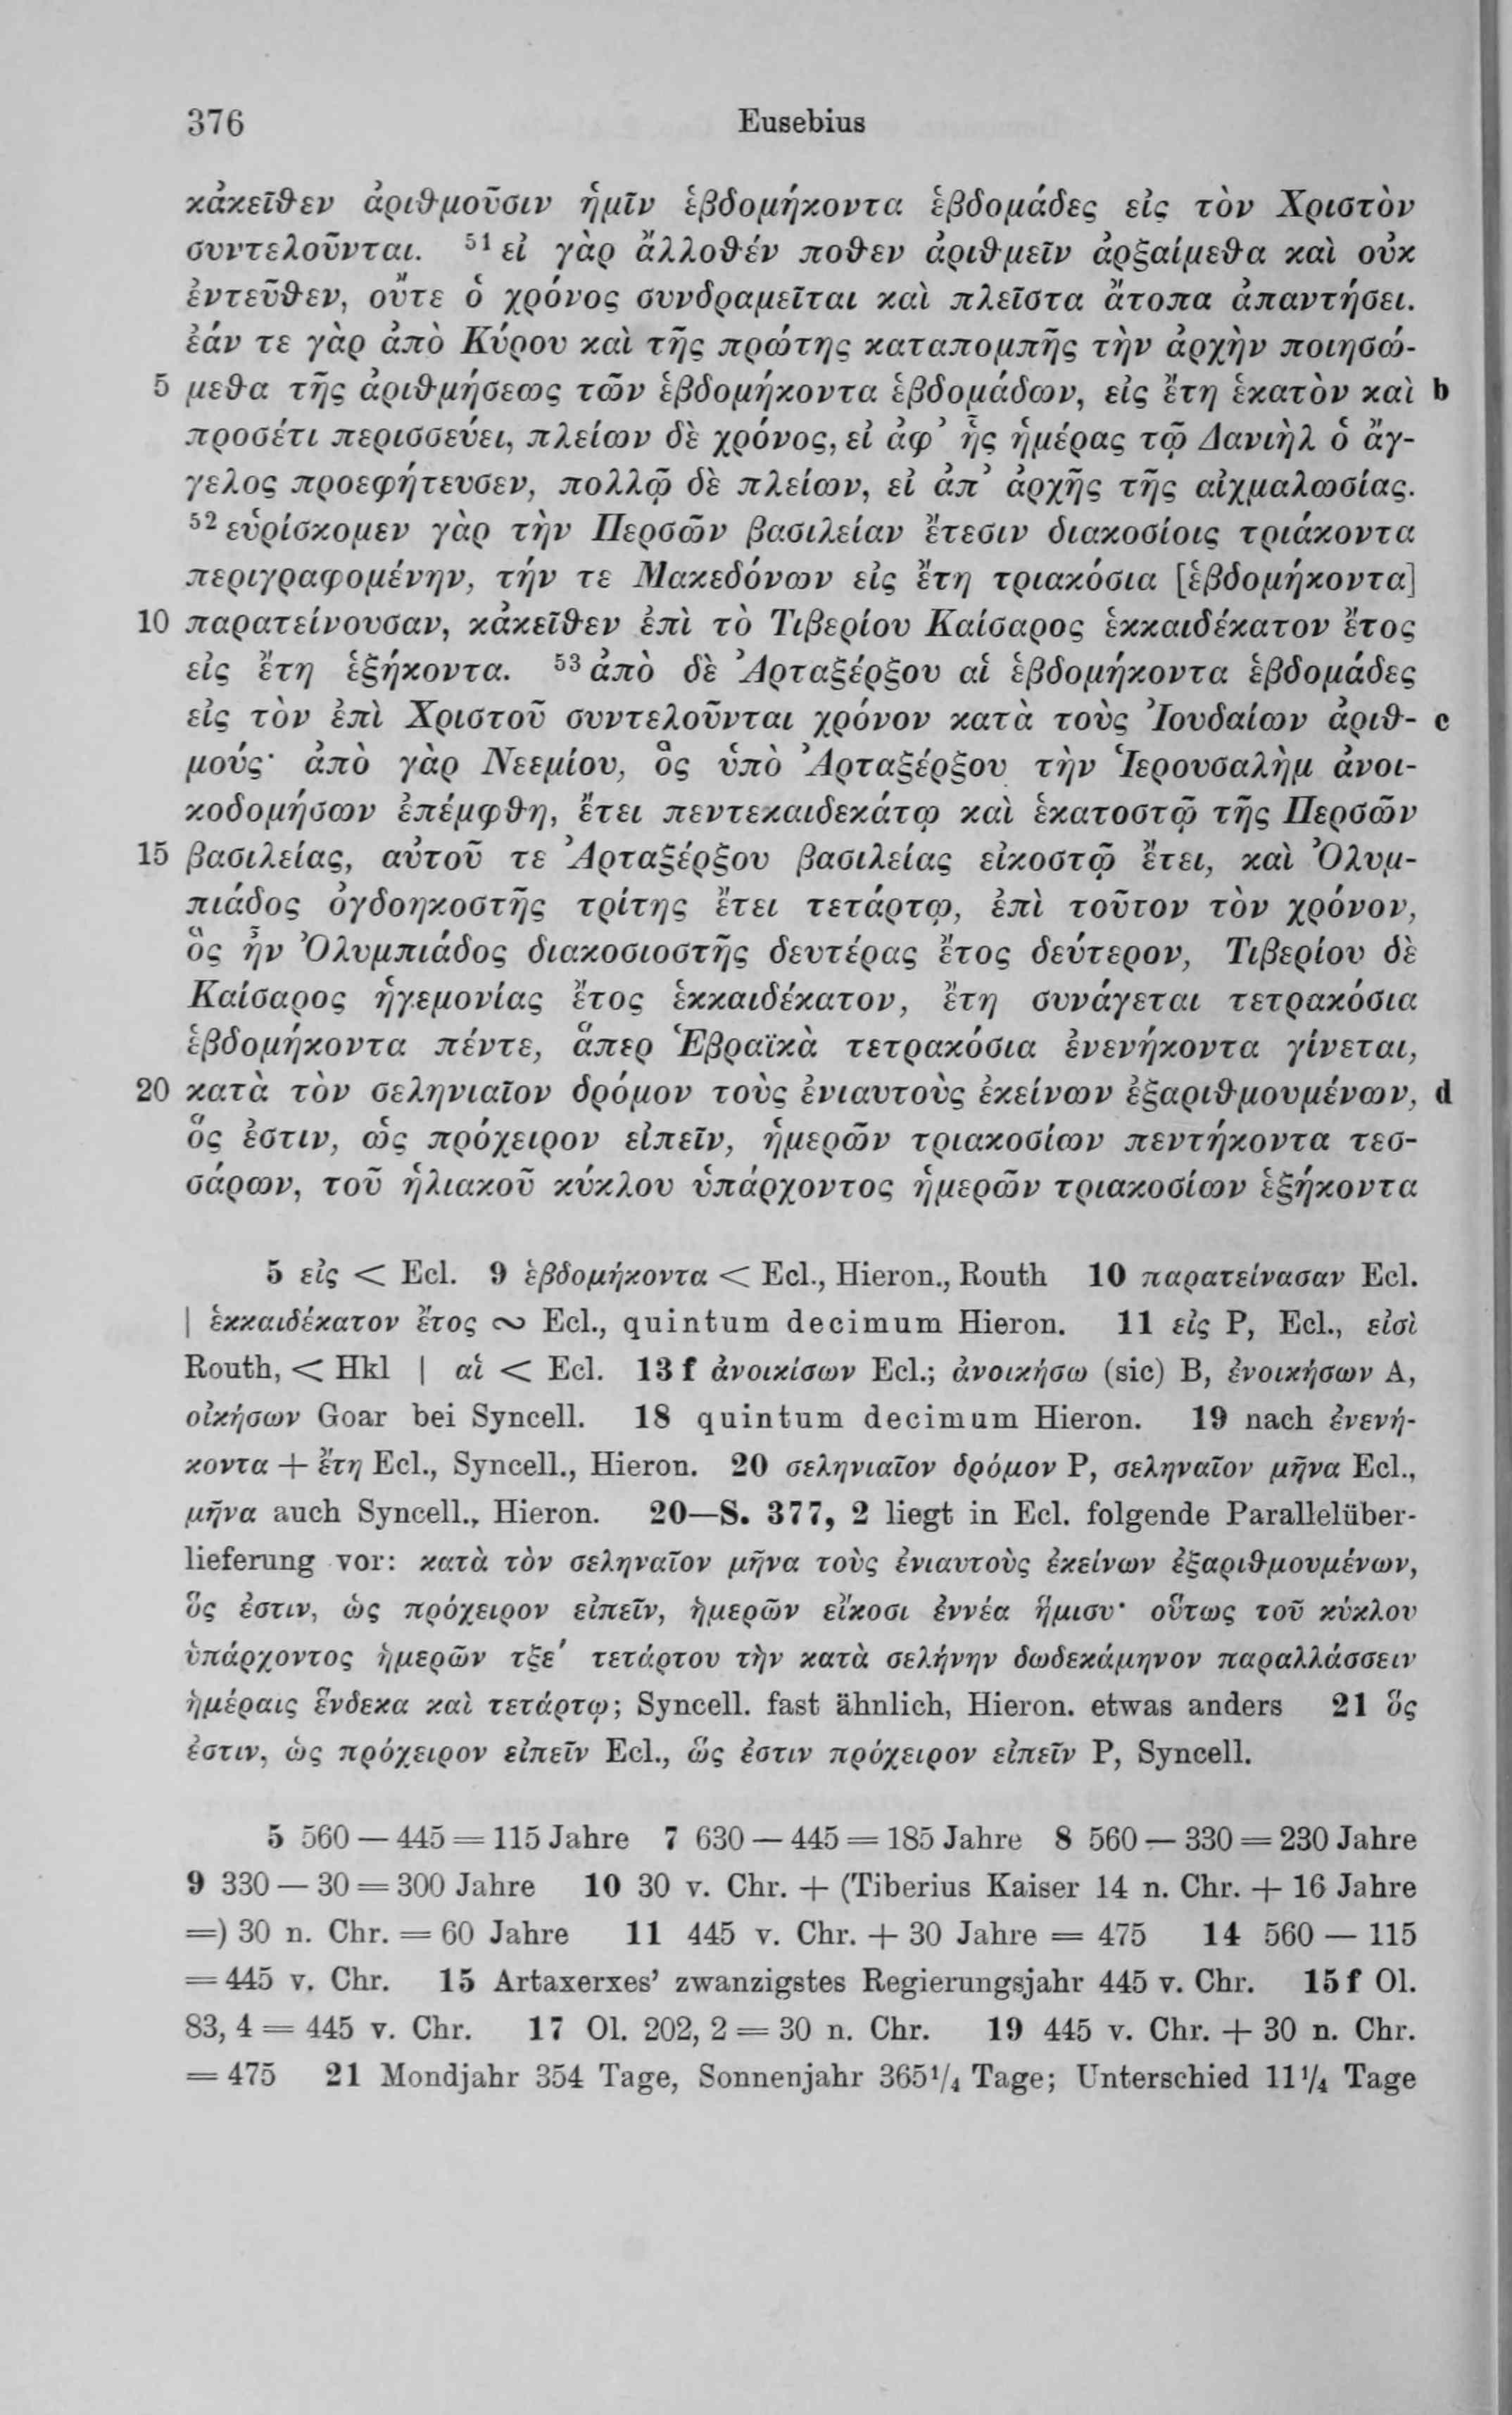 376 Eusebius
κἀκεῖθεν ἀριθμοῦσιν ἡμῖν ἑβδομήκοντα ἑβδομάδες εἰς τὸν Χριστὸν
συντελοῦνται. ⁵¹ εἰ γὰρ ἄλλοθέν ποθεν ἀριθμεῖν ἀρξαίμεθα καὶ οὐκ
ἐντεῦθεν, οὔτε ὁ χρόνος συνδραμεῖται καὶ πλεῖστα ἄτοπα ἀπαντήσει.
ἐάν τε γὰρ ἀπὸ Κύρου καὶ τῆς πρώτης καταπομπῆς τὴν ἀρχὴν ποιησώ-
5 μεθα τῆς ἀριθμήσεως τῶν ἑβδομήκοντα ἑβδομάδων, εἰς ἔτη ἑκατὸν καὶ b
προσέτι περισσεύει, πλείων δὲ χρόνος, εἰ ἀφ᾽ ἧς ἡμέρας τῷ Δανιὴλ ὁ ἄγ-
γελος προεφήτευσεν, πολλῷ δὲ πλείων, εἰ ἀπ᾽ ἀρχῆς τῆς αἰχμαλωσίας.
⁵² εὑρίσκομεν γὰρ τὴν Περσῶν βασιλείαν ἔτεσιν διακοσίοις τριάκοντα
περιγραφομένην, τήν τε Μακεδόνων εἰς ἔτη τριακόσια [ἑβδομήκοντα]
10 παρατείνουσαν, κἀκεῖθεν ἐπὶ τὸ Τιβερίου Καίσαρος ἑκκαιδέκατον ἔτος
εἰς ἔτη ἑξήκοντα. ⁵³ ἀπὸ δὲ Ἀρταξέρξου αἱ ἑβδομήκοντα ἑβδομάδες
εἰς τὸν ἐπὶ Χριστοῦ συντελοῦνται χρόνον κατὰ τοὺς Ἰουδαίων ἀριθ- c
μούς· ἀπὸ γὰρ Νεεμίου, ὃς ὑπὸ Ἀρταξέρξου τὴν Ἱερουσαλὴμ ἀνοι-
κοδομήσων ἐπέμφθη, ἔτει πεντεκαιδεκάτῳ καὶ ἑκατοστῷ τῆς Περσῶν
15 βασιλείας, αὐτοῦ τε Ἀρταξέρξου βασιλείας εἰκοστῷ ἔτει, καὶ Ὀλυμ-
πιάδος ὀγδοηκοστῆς τρίτης ἔτει τετάρτῳ, ἐπὶ τοῦτον τὸν χρόνον,
ὃς ἦν Ὀλυμπιάδος διακοσιοστῆς δευτέρας ἔτος δεύτερον, Τιβερίου δὲ
Καίσαρος ἡγεμονίας ἔτος ἑκκαιδέκατον, ἔτη συνάγεται τετρακόσια
ἑβδομήκοντα πέντε, ἅπερ Ἑβραϊκὰ τετρακόσια ἐνενήκοντα γίνεται,
20 κατὰ τὸν σεληνιαῖον δρόμον τοὺς ἐνιαυτοὺς ἐκείνων ἐξαριθμουμένων, d
ὅς ἐστιν, ὡς πρόχειρον εἰπεῖν, ἡμερῶν τριακοσίων πεντήκοντα τεσ-
σάρων, τοῦ ἡλιακοῦ κύκλου ὑπάρχοντος ἡμερῶν τριακοσίων ἑξήκοντα
5 εἰς < Ecl. 9 ἑβδομήκοντα < Ecl., Hieron., Routh 10 παρατείνασαν Ecl.
| ἑκκαιδέκατον ἔτος ∾ Ecl., quintum decimum Hieron. 11 εἰς P, Ecl., εἰσὶ
Routh, < Hkl | αἱ < Ecl. 13 f ἀνοικίσων Ecl.; ἀνοικήσω (sic) B, ἐνοικήσων A,
οἰκήσων Goar bei Syncell. 18 quintum decimum Hieron. 19 nach ἐνενή-
κοντα + ἔτη Ecl., Syncell., Hieron. 20 σεληνιαῖον δρόμον P, σεληναῖον μῆνα Ecl.,
μῆνα auch Syncell., Hieron. 20—S. 377, 2 liegt in Ecl. folgende Parallelüber-
lieferung vor: κατὰ τὸν σεληναῖον μῆνα τοὺς ἐνιαυτοὺς ἐκείνων ἐξαριθμουμένων,
ὅς ἐστιν, ὡς πρόχειρον εἰπεῖν, ἡμερῶν εἴκοσι ἐννέα ἥμισυ· οὕτως τοῦ κύκλου
ὑπάρχοντος ἡμερῶν τξε′ τετάρτου τὴν κατὰ σελήνην δωδεκάμηνον παραλλάσσειν
ἡμέραις ἕνδεκα καὶ τετάρτῳ; Syncell. fast ähnlich, Hieron. etwas anders 21 ὅς
ἐστιν, ὡς πρόχειρον εἰπεῖν Ecl., ὥς ἐστιν πρόχειρον εἰπεῖν P, Syncell.
5 560 — 445 = 115 Jahre 7 630 — 445 = 185 Jahre 8 560 — 330 = 230 Jahre
9 330 — 30 = 300 Jahre 10 30 v. Chr. + (Tiberius Kaiser 14 n. Chr. + 16 Jahre
=) 30 n. Chr. = 60 Jahre 11 445 v. Chr. + 30 Jahre = 475 14 560 — 115
= 445 v. Chr. 15 Artaxerxes’ zwanzigstes Regierungsjahr 445 v. Chr. 15 f Ol.
83, 4 = 445 v. Chr. 17 Ol. 202, 2 = 30 n. Chr. 19 445 v. Chr. + 30 n. Chr.
= 475 21 Mondjahr 354 Tage, Sonnenjahr 365¹/₄ Tage; Unterschied 11¹/₄ Tage